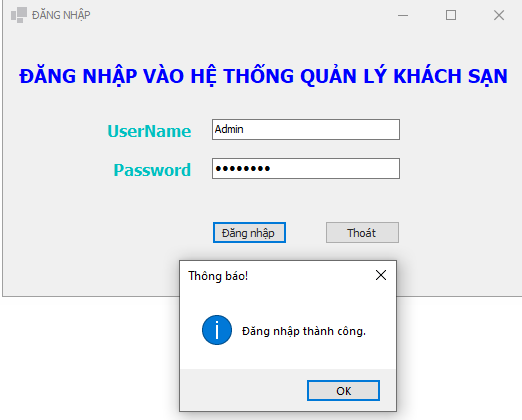 ĐĂNG NHẬP
ĐĂNG NHẬP VÀO HỆ THỐNG QUẢN LÝ KHÁCH SẠN
UserName Admin
Password ••••••••
Đăng nhập Thoát
Thông báo!
Đăng nhập thành công.
OK